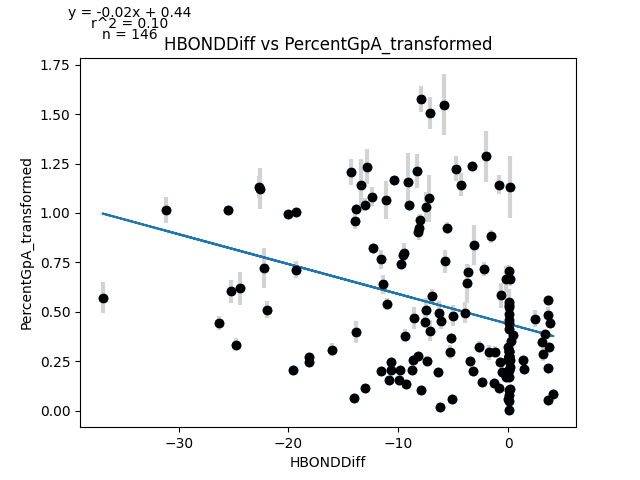 y = -0.02x + 0.44
r^2 = 0.10
n = 146
HBONDDiff vs PercentGpA_transformed
1.75
1.50
1.25
1.00
0.75
0.50
0.25
0.00
PercentGpA_transformed
−30 −20 −10 0
HBONDDiff